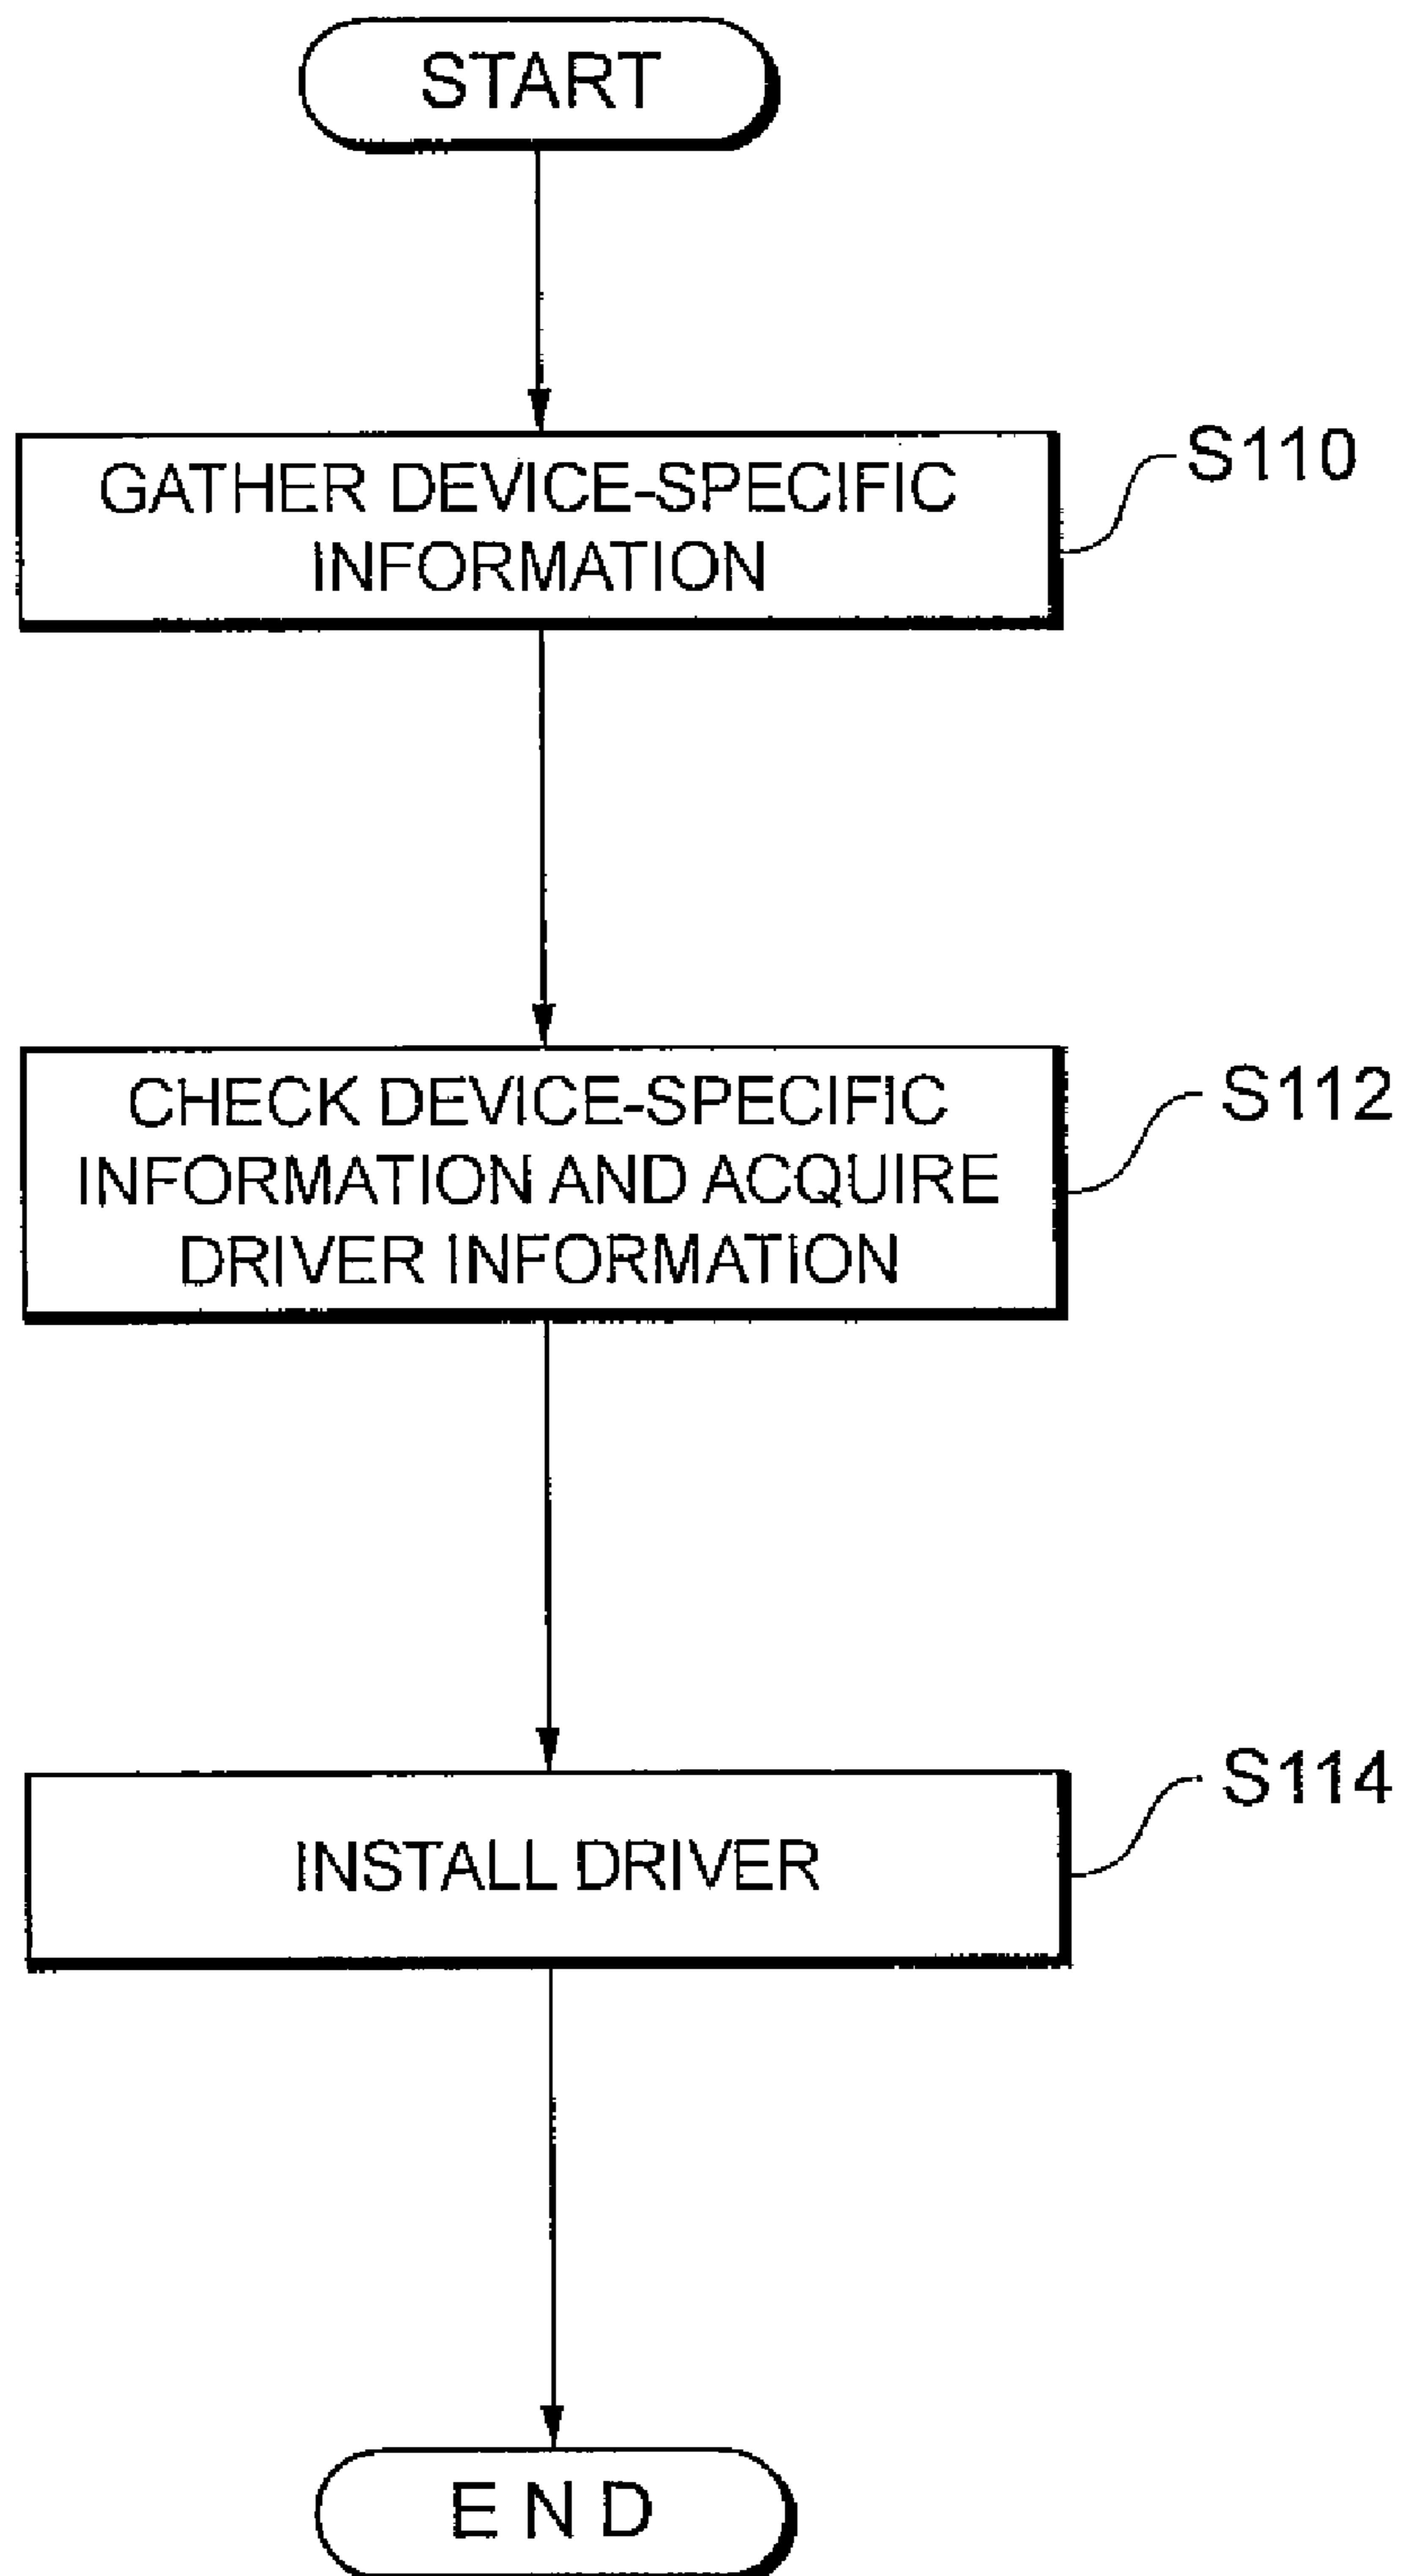 START
GATHER DEVICE-SPECIFIC
INFORMATION
S110
CHECK DEVICE-SPECIFIC
INFORMATION AND ACQUIRE
DRIVER INFORMATION
S112
INSTALL DRIVER
S114
END